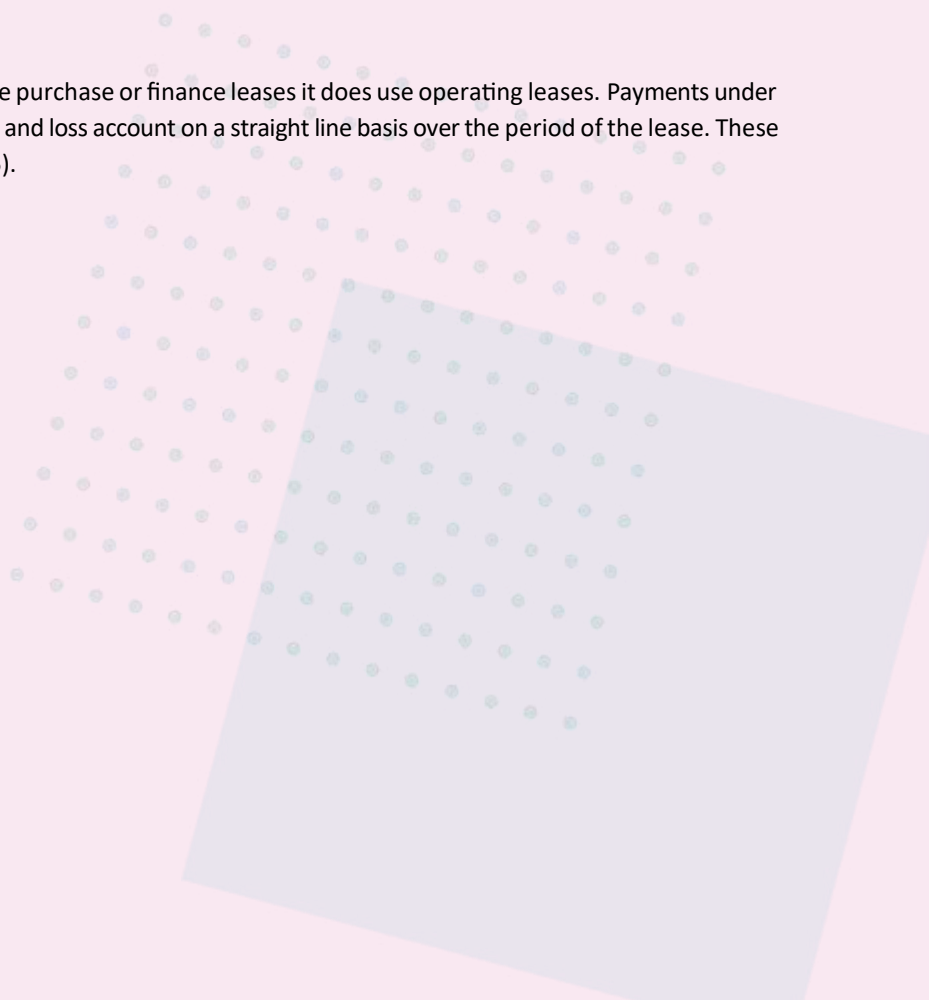 e purchase or finance leases it does use operating leases. Payments under
and loss account on a straight line basis over the period of the lease. These
).